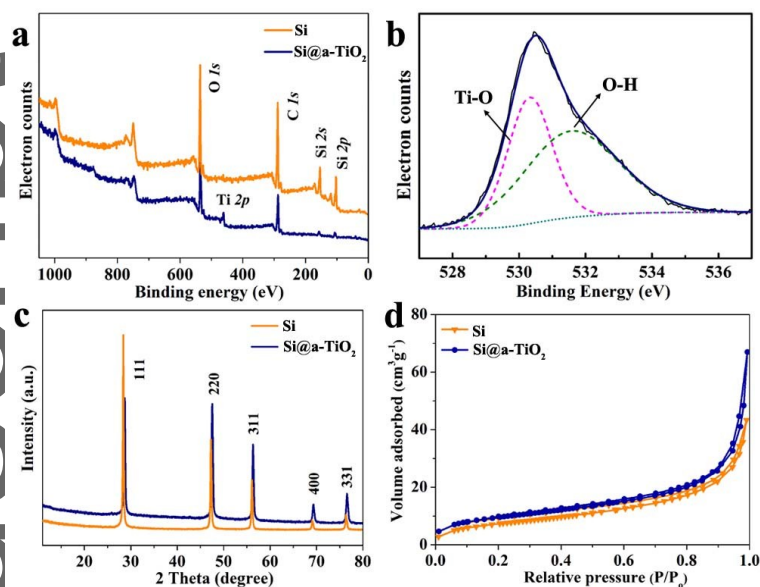 a
Si
Si@a-TiO2
O 1s
C 1s
Si 2s
Si 2p
Ti 2p
Electron counts
1000 800 600 400 200 0
Binding energy (eV)
b
Ti-O
O-H
Electron counts
528 530 532 534 536
Binding Energy (eV)
c
Si
Si@a-TiO2
111
220
311
400
331
Intensity (a.u.)
20 30 40 50 60 70 80
2 Theta (degree)
d
Si
Si@a-TiO2
80
60
40
20
0
Volume adsorbed (cm3g-1)
0.0 0.2 0.4 0.6 0.8 1.0
Relative pressure (P/Po)